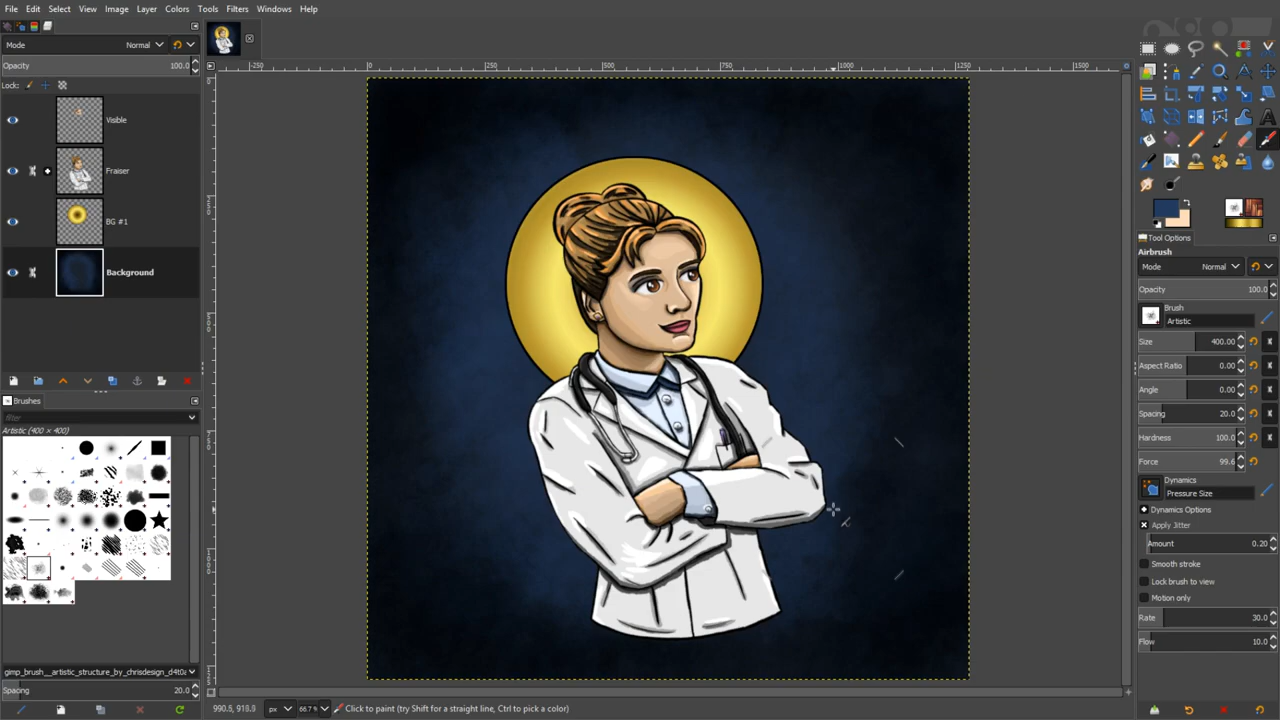 File Edit Select View Image Layer Colors Tools Filters Windows Help
Mode Normal
Opacity 100.0
Lock:
Visible
Fraiser
BG #1
Background
Brushes
filter
Artistic (400 × 400)
gimp_brush__artistic_structure_by_chrisdesign_d4t0
Spacing 20.0
-250 0 250 500 750 1000 1250 1500
990.5, 918.0 px 66.7 % Click to paint (try Shift for a straight line, Ctrl to pick a color)
Tool Options
Airbrush
Mode Normal
Opacity 100.0
Brush
Artistic
Size 400.00
Aspect Ratio 0.00
Angle 0.00
Spacing 20.0
Hardness 100.0
Force 99.6
Dynamics
Pressure Size
Dynamics Options
Apply Jitter
Amount 0.20
Smooth stroke
Lock brush to view
Motion only
Rate 30.0
Flow 10.0